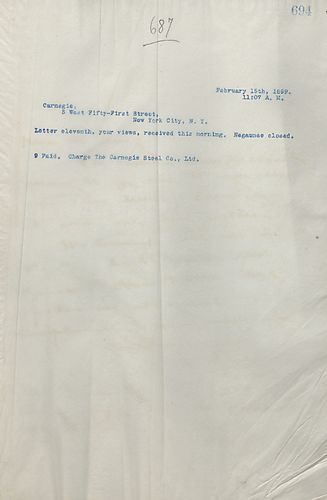 694
687
February 15th, 1899.
11:07 A. M.
Carnegie,
5 West Fifty-First Street,
New York City, N. Y.
Letter eleventh, your views, received this morning. Negaunee closed.
9 Paid. Charge The Carnegie Steel Co., Ltd.